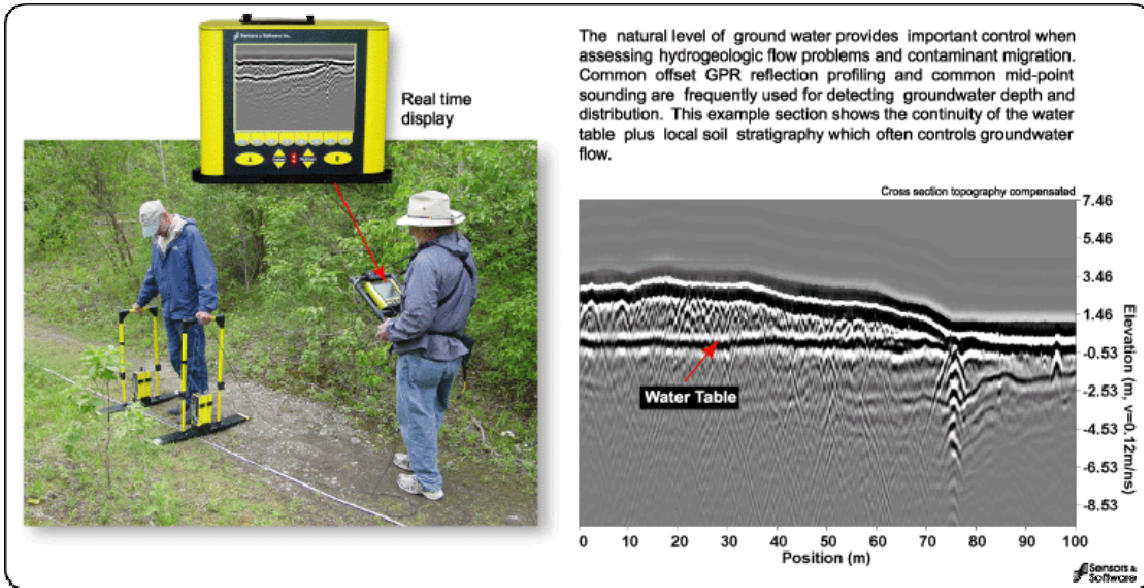 Sensors & Software Inc.
Real time
display
A
B
The natural level of ground water provides important control when
assessing hydrogeologic flow problems and contaminant migration.
Common offset GPR reflection profiling and common mid-point
sounding are frequently used for detecting groundwater depth and
distribution. This example section shows the continuity of the water
table plus local soil stratigraphy which often controls groundwater
flow.
Cross section topography compensated
7.46
5.46
3.46
1.46
-0.53
-2.53
-4.53
-6.53
-8.53
Elevation (m, v=0.12m/ns)
Water Table
0 10 20 30 40 50 60 70 80 90 100
Position (m)
Sensors &
Software